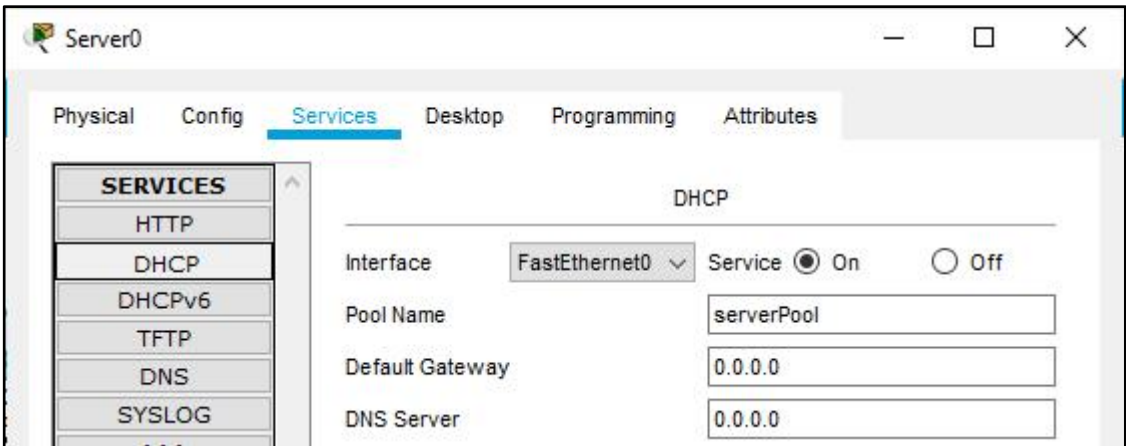 Server0
Physical Config Services Desktop Programming Attributes
SERVICES
HTTP
DHCP
DHCPv6
TFTP
DNS
SYSLOG
DHCP
Interface FastEthernet0 Service On Off
Pool Name serverPool
Default Gateway 0.0.0.0
DNS Server 0.0.0.0